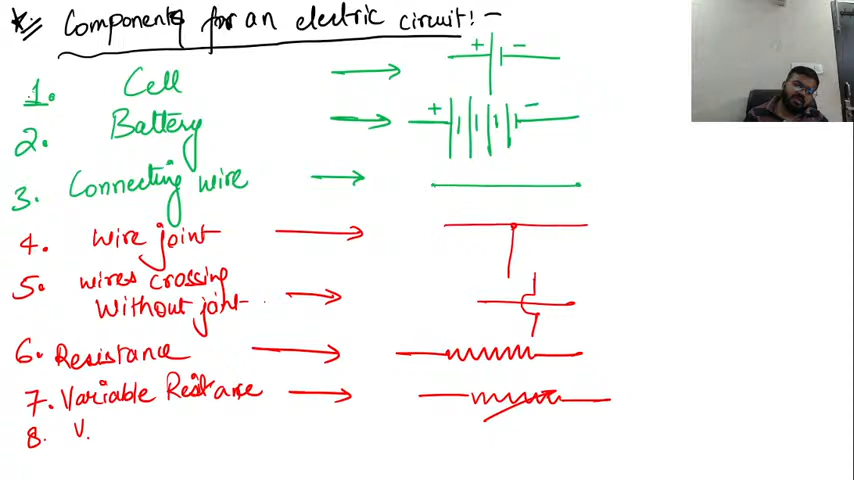 Components for an electric circuit:-
1. Cell + -
2. Battery + -
3. Connecting wire
4. Wire joint
5. Wires crossing
Without joint
6. Resistance
7. Variable Resistance
8. V.